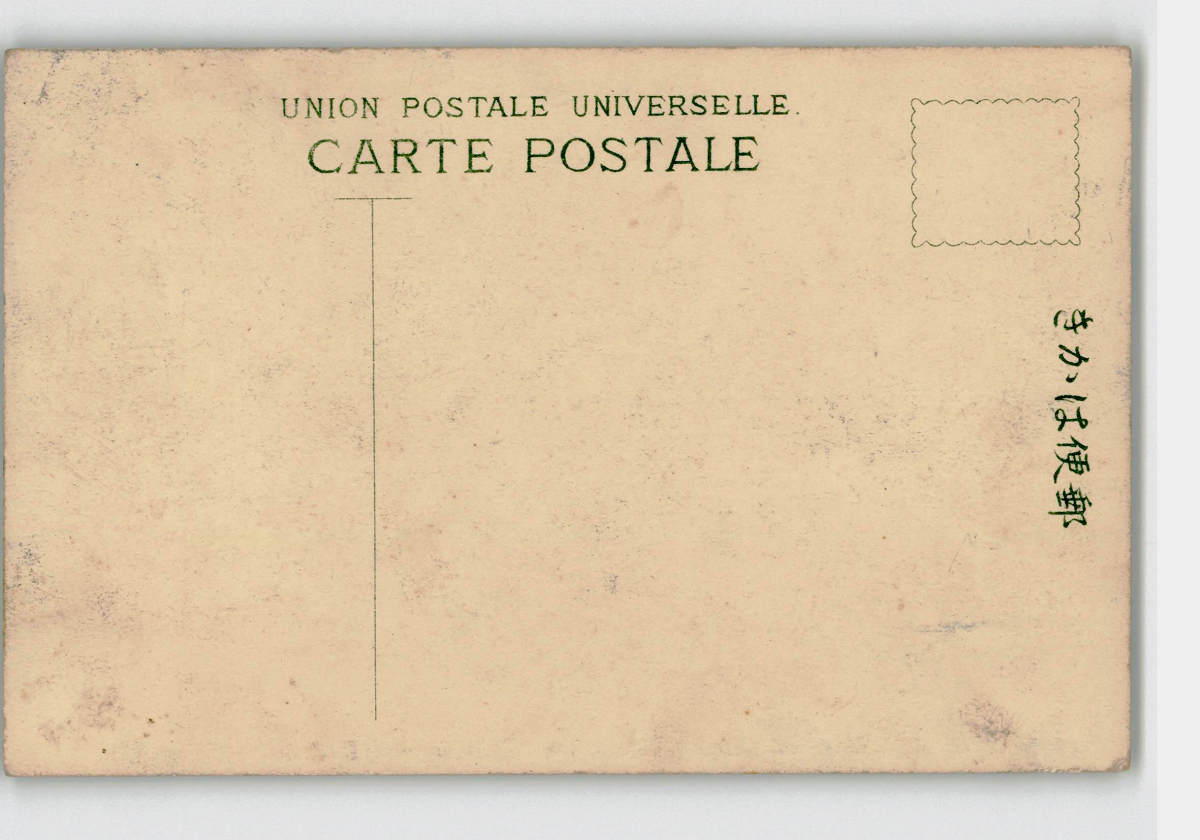 UNION POSTALE UNIVERSELLE.
CARTE POSTALE
郵便はかき